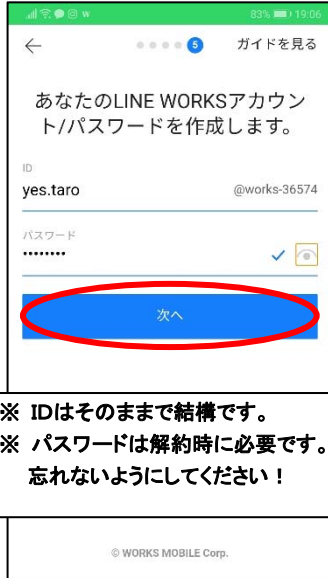 83% 19:06
5 ガイドを見る
あなたのLINE WORKSアカウン
ト/パスワードを作成します。
ID
yes.taro @works-36574
パスワード
••••••••
次へ
※ IDはそのままで結構です。
※ パスワードは解約時に必要です。
忘れないようにしてください！
© WORKS MOBILE Corp.